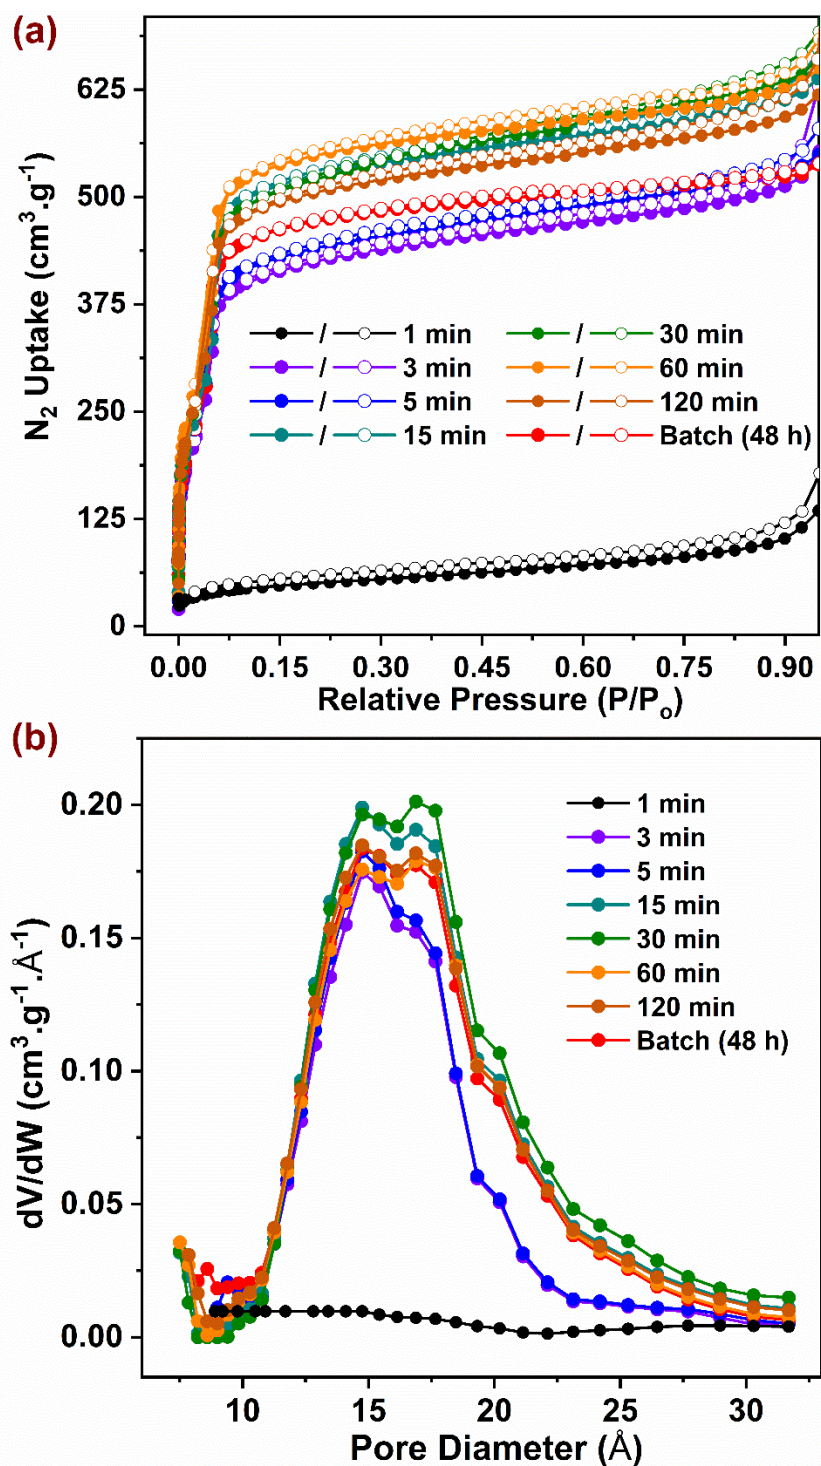 (a)
N₂ Uptake (cm³.g⁻¹)
625
500
375
250
125
0
/ 1 min
/ 3 min
/ 5 min
/ 15 min
/ 30 min
/ 60 min
/ 120 min
/ Batch (48 h)
0.00 0.15 0.30 0.45 0.60 0.75 0.90
Relative Pressure (P/Pₒ)
(b)
dV/dW (cm³.g⁻¹.Å⁻¹)
0.20
0.15
0.10
0.05
0.00
1 min
3 min
5 min
15 min
30 min
60 min
120 min
Batch (48 h)
10 15 20 25 30
Pore Diameter (Å)